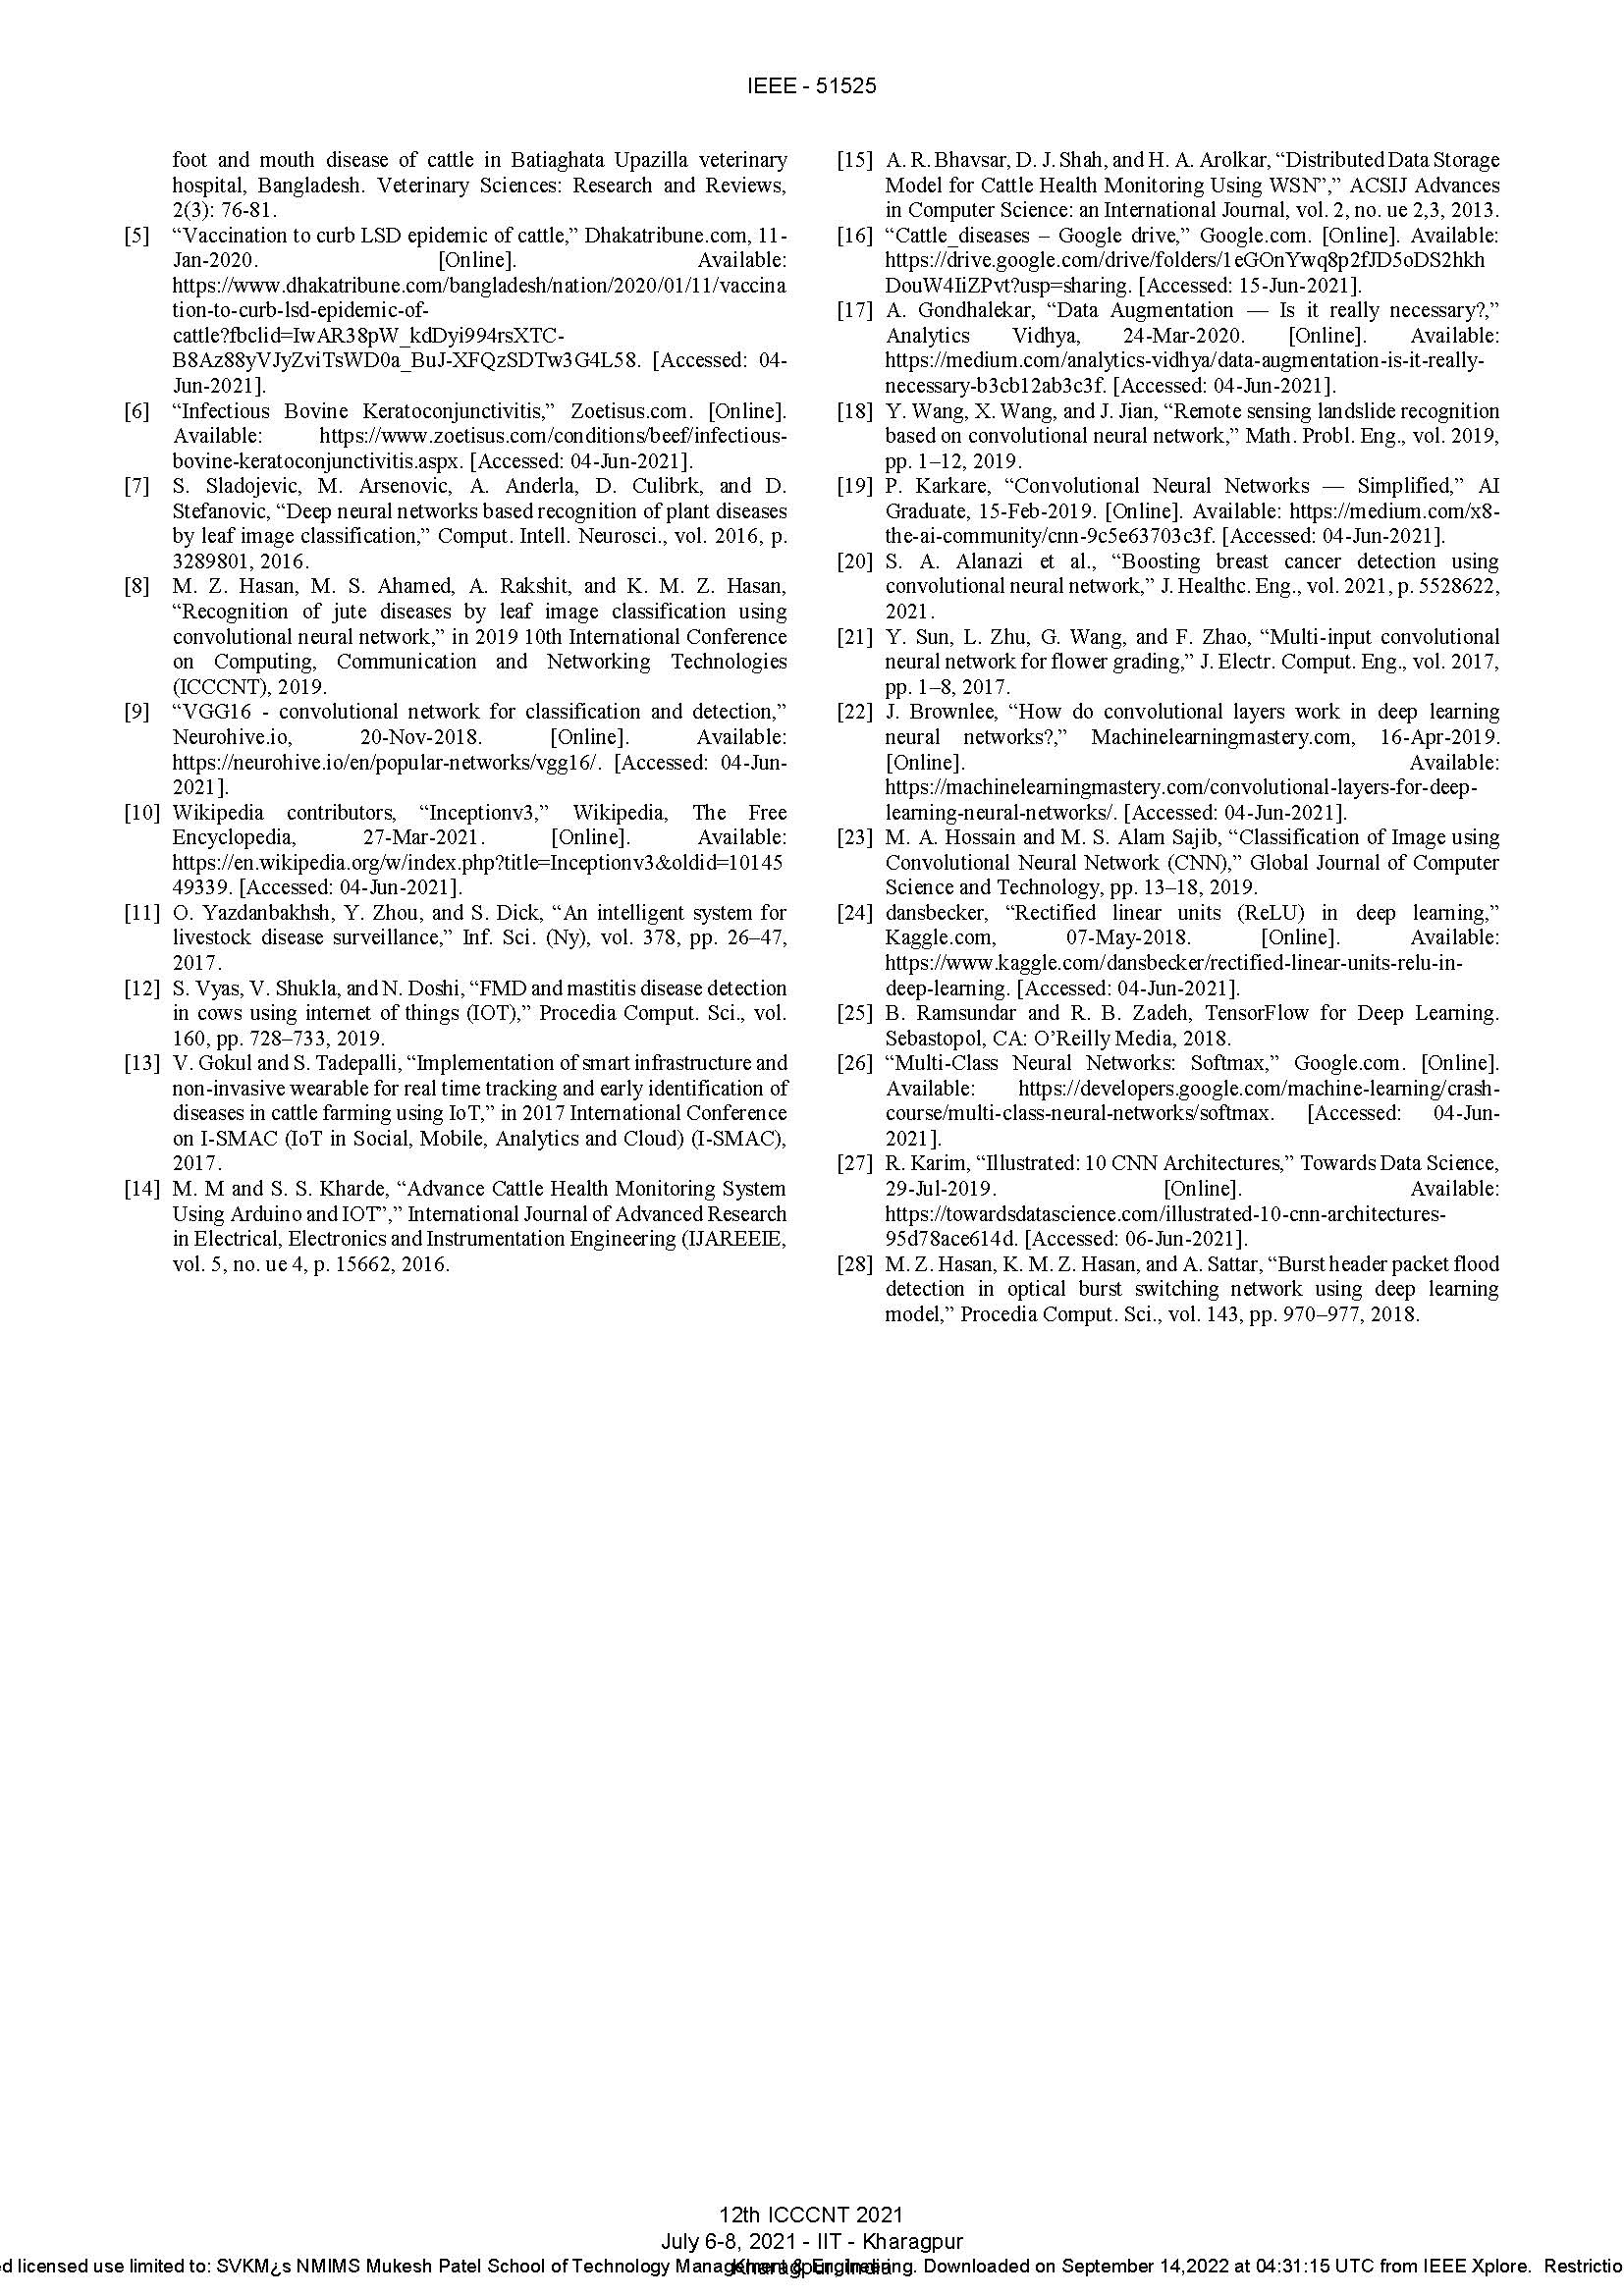 IEEE - 51525
foot and mouth disease of cattle in Batiaghata Upazilla veterinary
hospital, Bangladesh. Veterinary Sciences: Research and Reviews,
2(3): 76-81.
[5] “Vaccination to curb LSD epidemic of cattle,” Dhakatribune.com, 11-
Jan-2020. [Online]. Available:
https://www.dhakatribune.com/bangladesh/nation/2020/01/11/vaccina
tion-to-curb-lsd-epidemic-of-
cattle?fbclid=IwAR38pW_kdDyi994rsXTC-
B8Az88yVJyZviTsWD0a_BuJ-XFQzSDTw3G4L58. [Accessed: 04-
Jun-2021].
[6] “Infectious Bovine Keratoconjunctivitis,” Zoetisus.com. [Online].
Available: https://www.zoetisus.com/conditions/beef/infectious-
bovine-keratoconjunctivitis.aspx. [Accessed: 04-Jun-2021].
[7] S. Sladojevic, M. Arsenovic, A. Anderla, D. Culibrk, and D.
Stefanovic, “Deep neural networks based recognition of plant diseases
by leaf image classification,” Comput. Intell. Neurosci., vol. 2016, p.
3289801, 2016.
[8] M. Z. Hasan, M. S. Ahamed, A. Rakshit, and K. M. Z. Hasan,
“Recognition of jute diseases by leaf image classification using
convolutional neural network,” in 2019 10th International Conference
on Computing, Communication and Networking Technologies
(ICCCNT), 2019.
[9] “VGG16 - convolutional network for classification and detection,”
Neurohive.io, 20-Nov-2018. [Online]. Available:
https://neurohive.io/en/popular-networks/vgg16/. [Accessed: 04-Jun-
2021].
[10] Wikipedia contributors, “Inceptionv3,” Wikipedia, The Free
Encyclopedia, 27-Mar-2021. [Online]. Available:
https://en.wikipedia.org/w/index.php?title=Inceptionv3&oldid=10145
49339. [Accessed: 04-Jun-2021].
[11] O. Yazdanbakhsh, Y. Zhou, and S. Dick, “An intelligent system for
livestock disease surveillance,” Inf. Sci. (Ny), vol. 378, pp. 26–47,
2017.
[12] S. Vyas, V. Shukla, and N. Doshi, “FMD and mastitis disease detection
in cows using internet of things (IOT),” Procedia Comput. Sci., vol.
160, pp. 728–733, 2019.
[13] V. Gokul and S. Tadepalli, “Implementation of smart infrastructure and
non-invasive wearable for real time tracking and early identification of
diseases in cattle farming using IoT,” in 2017 International Conference
on I-SMAC (IoT in Social, Mobile, Analytics and Cloud) (I-SMAC),
2017.
[14] M. M and S. S. Kharde, “Advance Cattle Health Monitoring System
Using Arduino and IOT”,” International Journal of Advanced Research
in Electrical, Electronics and Instrumentation Engineering (IJAREEIE,
vol. 5, no. ue 4, p. 15662, 2016.
[15] A. R. Bhavsar, D. J. Shah, and H. A. Arolkar, “Distributed Data Storage
Model for Cattle Health Monitoring Using WSN”,” ACSIJ Advances
in Computer Science: an International Journal, vol. 2, no. ue 2,3, 2013.
[16] “Cattle_diseases – Google drive,” Google.com. [Online]. Available:
https://drive.google.com/drive/folders/1eGOnYwq8p2fJD5oDS2hkh
DouW4IiZPvt?usp=sharing. [Accessed: 15-Jun-2021].
[17] A. Gondhalekar, “Data Augmentation — Is it really necessary?,”
Analytics Vidhya, 24-Mar-2020. [Online]. Available:
https://medium.com/analytics-vidhya/data-augmentation-is-it-really-
necessary-b3cb12ab3c3f. [Accessed: 04-Jun-2021].
[18] Y. Wang, X. Wang, and J. Jian, “Remote sensing landslide recognition
based on convolutional neural network,” Math. Probl. Eng., vol. 2019,
pp. 1–12, 2019.
[19] P. Karkare, “Convolutional Neural Networks — Simplified,” AI
Graduate, 15-Feb-2019. [Online]. Available: https://medium.com/x8-
the-ai-community/cnn-9c5e63703c3f. [Accessed: 04-Jun-2021].
[20] S. A. Alanazi et al., “Boosting breast cancer detection using
convolutional neural network,” J. Healthc. Eng., vol. 2021, p. 5528622,
2021.
[21] Y. Sun, L. Zhu, G. Wang, and F. Zhao, “Multi-input convolutional
neural network for flower grading,” J. Electr. Comput. Eng., vol. 2017,
pp. 1–8, 2017.
[22] J. Brownlee, “How do convolutional layers work in deep learning
neural networks?,” Machinelearningmastery.com, 16-Apr-2019.
[Online]. Available:
https://machinelearningmastery.com/convolutional-layers-for-deep-
learning-neural-networks/. [Accessed: 04-Jun-2021].
[23] M. A. Hossain and M. S. Alam Sajib, “Classification of Image using
Convolutional Neural Network (CNN),” Global Journal of Computer
Science and Technology, pp. 13–18, 2019.
[24] dansbecker, “Rectified linear units (ReLU) in deep learning,”
Kaggle.com, 07-May-2018. [Online]. Available:
https://www.kaggle.com/dansbecker/rectified-linear-units-relu-in-
deep-learning. [Accessed: 04-Jun-2021].
[25] B. Ramsundar and R. B. Zadeh, TensorFlow for Deep Learning.
Sebastopol, CA: O’Reilly Media, 2018.
[26] “Multi-Class Neural Networks: Softmax,” Google.com. [Online].
Available: https://developers.google.com/machine-learning/crash-
course/multi-class-neural-networks/softmax. [Accessed: 04-Jun-
2021].
[27] R. Karim, “Illustrated: 10 CNN Architectures,” Towards Data Science,
29-Jul-2019. [Online]. Available:
https://towardsdatascience.com/illustrated-10-cnn-architectures-
95d78ace614d. [Accessed: 06-Jun-2021].
[28] M. Z. Hasan, K. M. Z. Hasan, and A. Sattar, “Burst header packet flood
detection in optical burst switching network using deep learning
model,” Procedia Comput. Sci., vol. 143, pp. 970–977, 2018.
12th ICCCNT 2021
July 6-8, 2021 - IIT - Kharagpur
Kharagpur, India
d licensed use limited to: SVKM¿s NMIMS Mukesh Patel School of Technology Management & Engineering. Downloaded on September 14,2022 at 04:31:15 UTC from IEEE Xplore. Restrictio